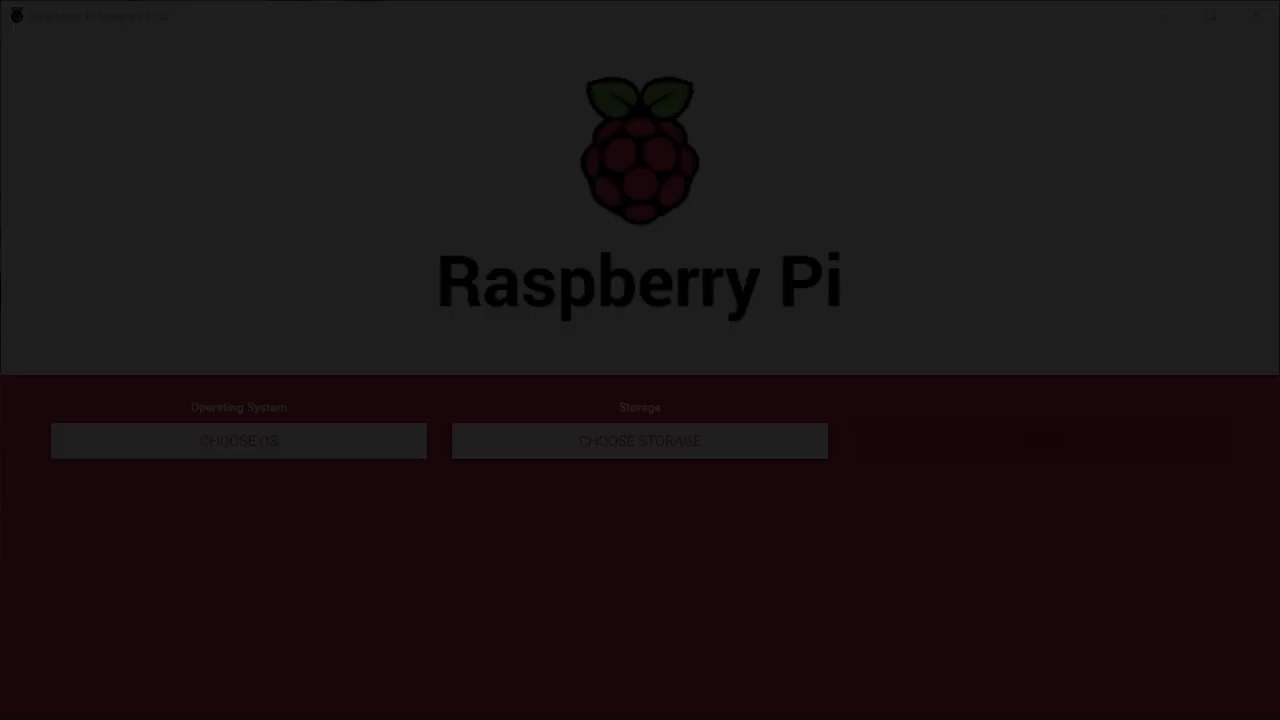 Raspberry Pi
Operating System
Storage
CHOOSE OS
CHOOSE STORAGE